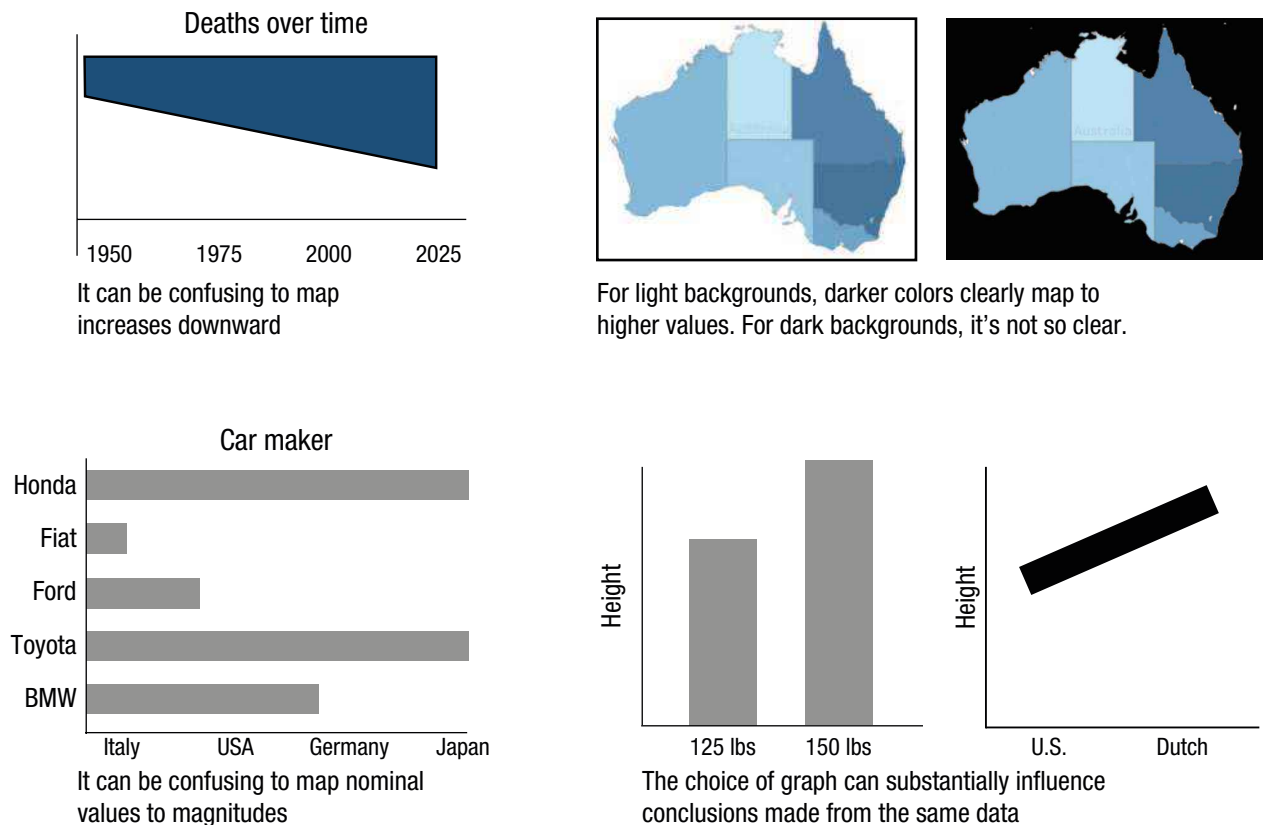 Deaths over time
1950 1975 2000 2025
It can be confusing to map
increases downward
Australia
For light backgrounds, darker colors clearly map to
higher values. For dark backgrounds, it’s not so clear.
Car maker
Honda
Fiat
Ford
Toyota
BMW
Italy USA Germany Japan
It can be confusing to map nominal
values to magnitudes
Height
125 lbs 150 lbs
Height
U.S. Dutch
The choice of graph can substantially influence
conclusions made from the same data